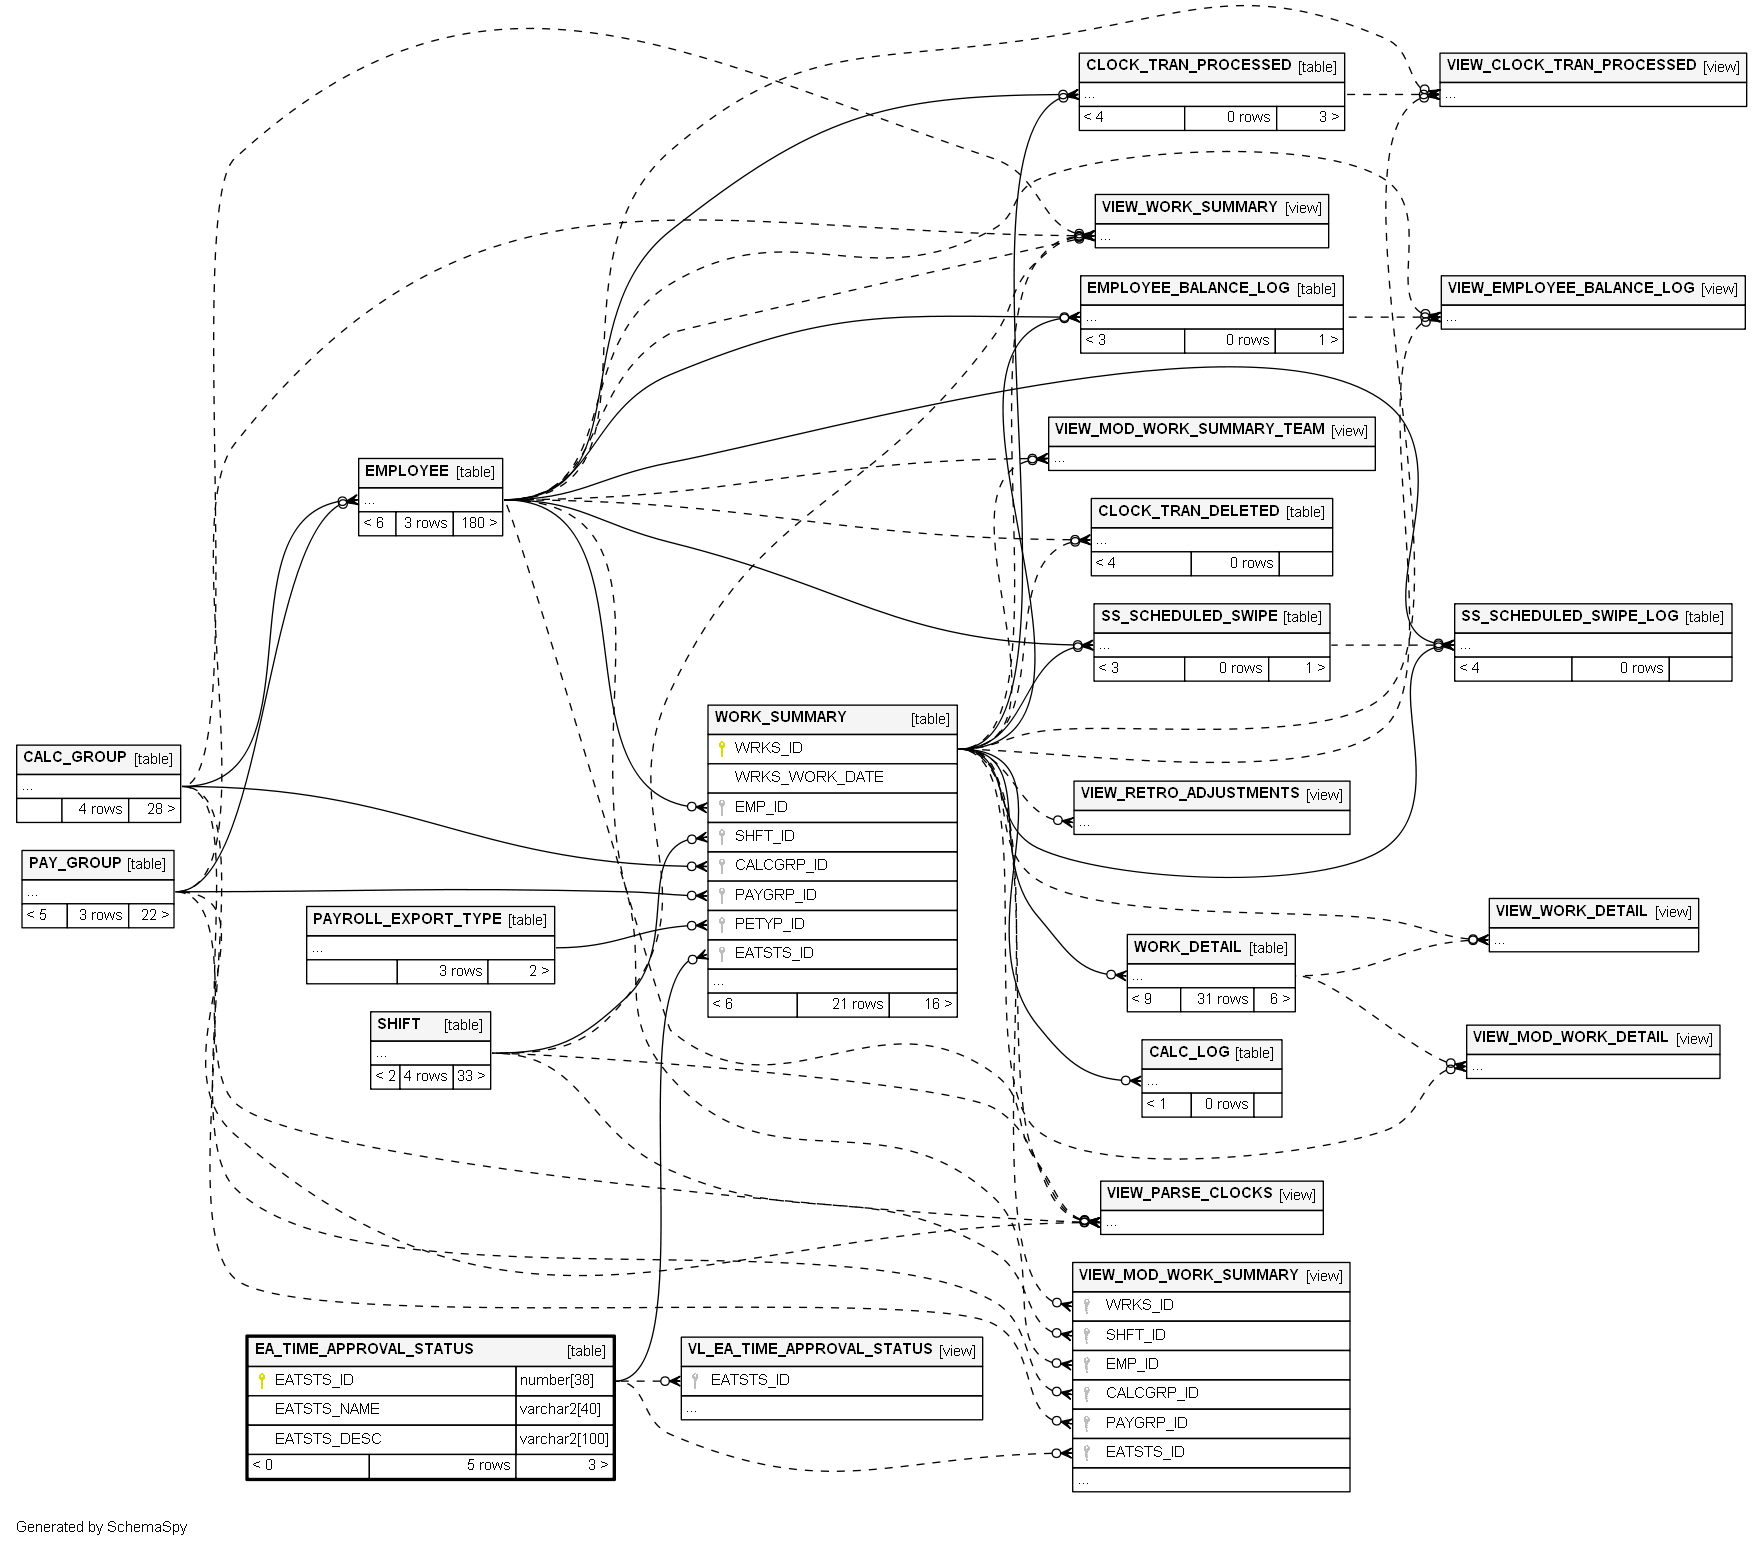 CLOCK_TRAN_PROCESSED [table]
...
< 4 0 rows 3 >
VIEW_CLOCK_TRAN_PROCESSED [view]
...
VIEW_WORK_SUMMARY [view]
...
EMPLOYEE_BALANCE_LOG [table]
...
< 3 0 rows 1 >
VIEW_EMPLOYEE_BALANCE_LOG [view]
...
VIEW_MOD_WORK_SUMMARY_TEAM [view]
...
EMPLOYEE [table]
...
< 6 3 rows 180 >
CLOCK_TRAN_DELETED [table]
...
< 4 0 rows
SS_SCHEDULED_SWIPE [table]
...
< 3 0 rows 1 >
SS_SCHEDULED_SWIPE_LOG [table]
...
< 4 0 rows
WORK_SUMMARY [table]
WRKS_ID
WRKS_WORK_DATE
EMP_ID
SHFT_ID
CALCGRP_ID
PAYGRP_ID
PETYP_ID
EATSTS_ID
...
< 6 21 rows 16 >
CALC_GROUP [table]
...
4 rows 28 >
VIEW_RETRO_ADJUSTMENTS [view]
...
PAY_GROUP [table]
...
< 5 3 rows 22 >
PAYROLL_EXPORT_TYPE [table]
...
3 rows 2 >
VIEW_WORK_DETAIL [view]
...
WORK_DETAIL [table]
...
< 9 31 rows 6 >
SHIFT [table]
...
< 2 4 rows 33 >
VIEW_MOD_WORK_DETAIL [view]
...
CALC_LOG [table]
...
< 1 0 rows
VIEW_PARSE_CLOCKS [view]
...
VIEW_MOD_WORK_SUMMARY [view]
WRKS_ID
SHFT_ID
EMP_ID
CALCGRP_ID
PAYGRP_ID
EATSTS_ID
...
EA_TIME_APPROVAL_STATUS [table]
EATSTS_ID number[38]
EATSTS_NAME varchar2[40]
EATSTS_DESC varchar2[100]
< 0 5 rows 3 >
VL_EA_TIME_APPROVAL_STATUS [view]
EATSTS_ID
...
Generated by SchemaSpy